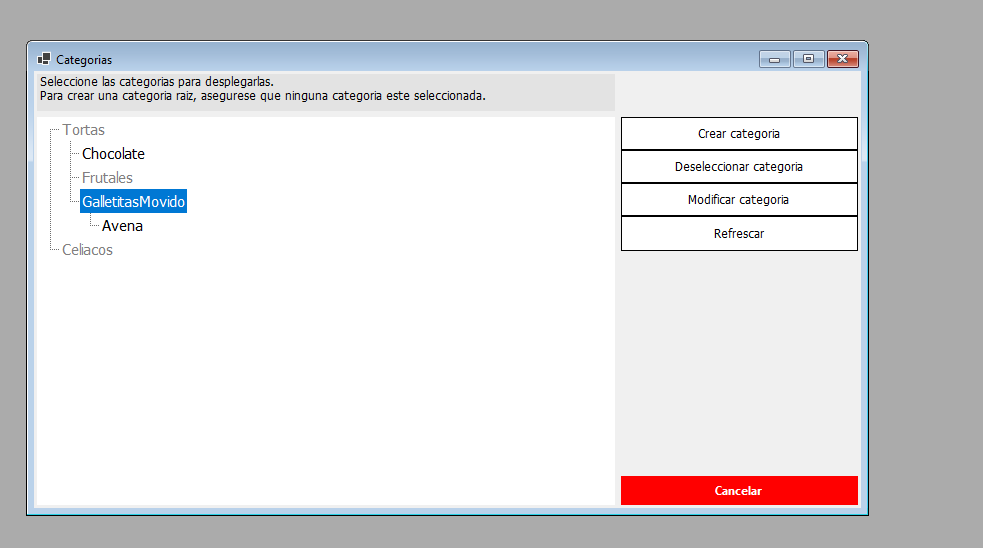 Categorias
Seleccione las categorias para desplegarlas.
Para crear una categoria raiz, asegurese que ninguna categoria este seleccionada.
Tortas
Chocolate
Frutales
GalletitasMovido
Avena
Celiacos
Crear categoria
Deseleccionar categoria
Modificar categoria
Refrescar
Cancelar